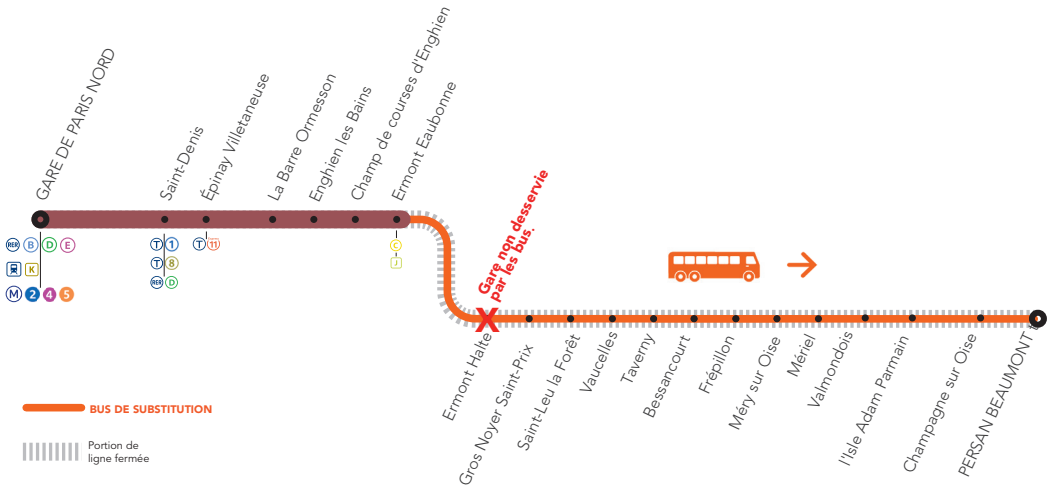 GARE DE PARIS NORD
Saint-Denis
Épinay Villetaneuse
La Barre Ormesson
Enghien les Bains
Champ de courses d'Enghien
Ermont Eaubonne
RER B D E
K
M 2 4 5
T 1
T 8
RER D
T 11
C
J
Gare non desservie
par les bus.
Ermont Halte
Gros Noyer Saint-Prix
Saint-Leu la Forêt
Vaucelles
Taverny
Bessancourt
Frépillon
Méry sur Oise
Mériel
Valmondois
l'Isle Adam Parmain
Champagne sur Oise
PERSAN BEAUMONT
BUS DE SUBSTITUTION
Portion de
ligne fermée